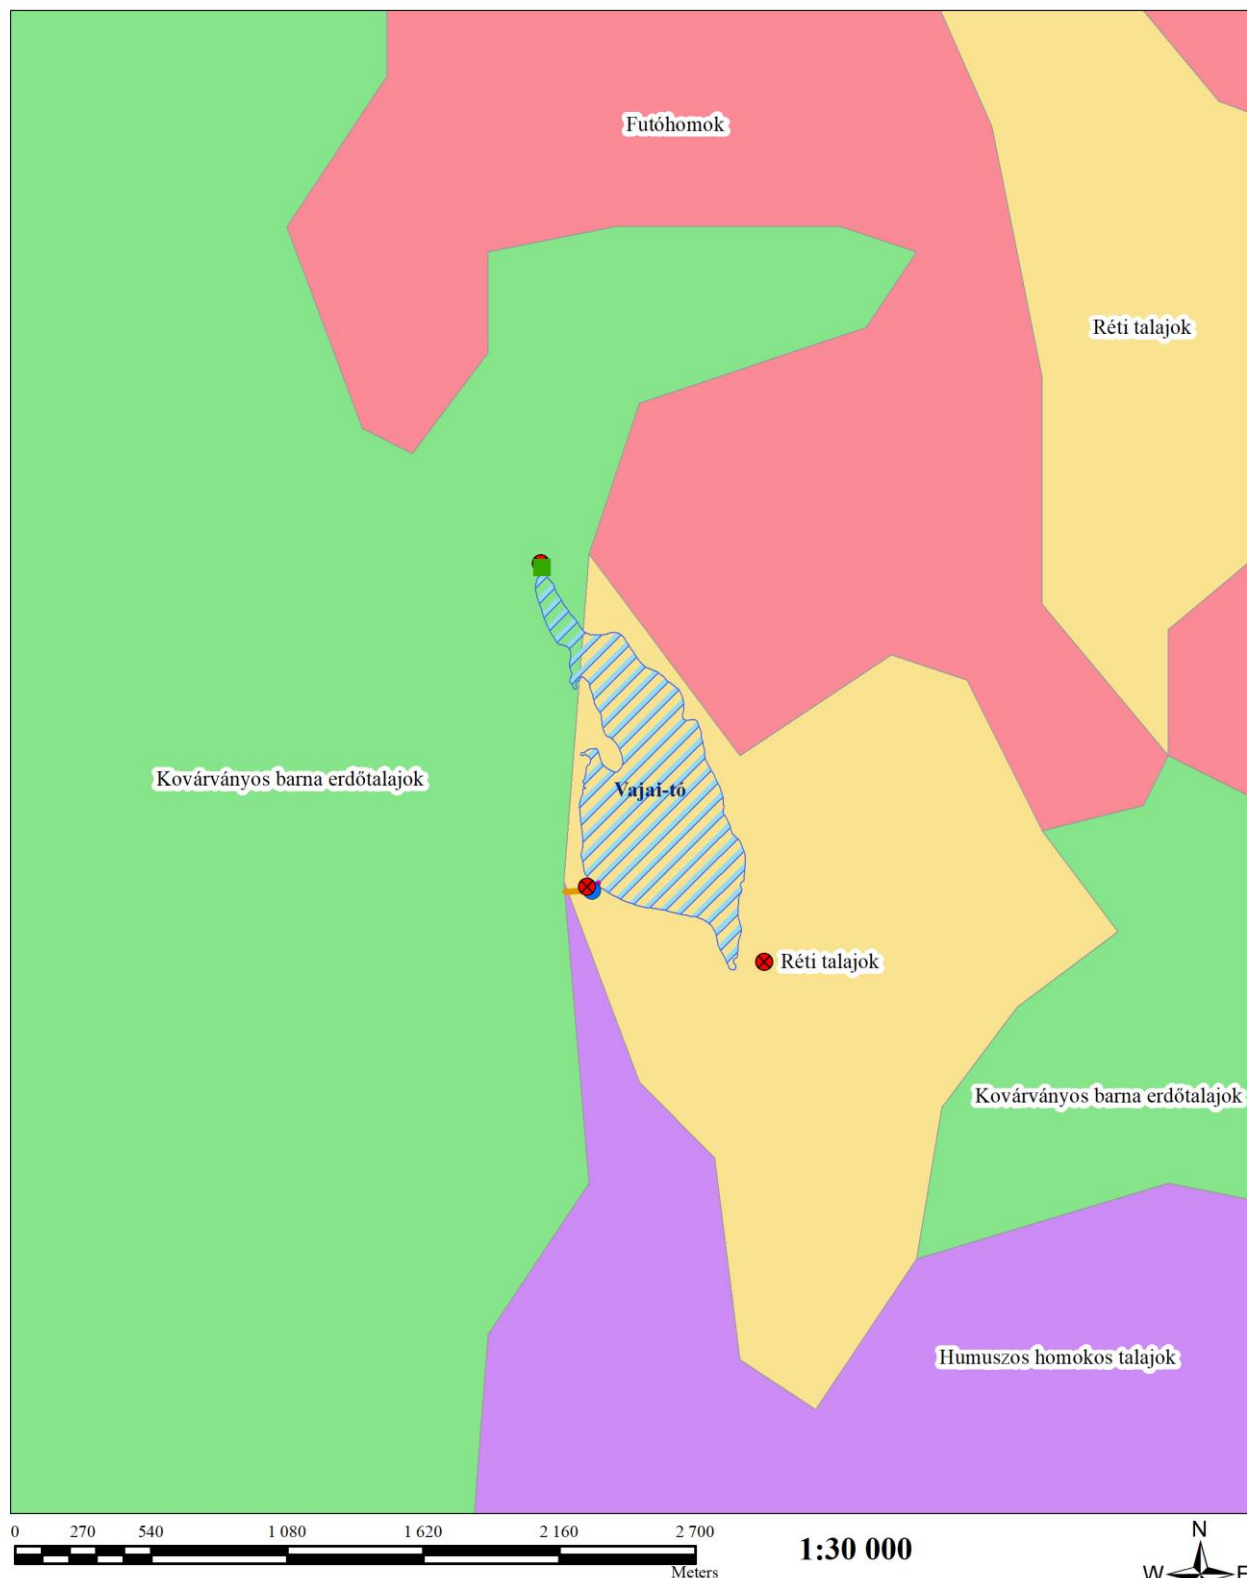 Futóhomok
Réti talajok
Kovárványos barna erdőtalajok
Vajai-tó
Réti talajok
Kovárványos barna erdőtalajok
Humuszos homokos talajok
0 270 540 1 080 1 620 2 160 2 700
Meters
1:30 000
N
W E